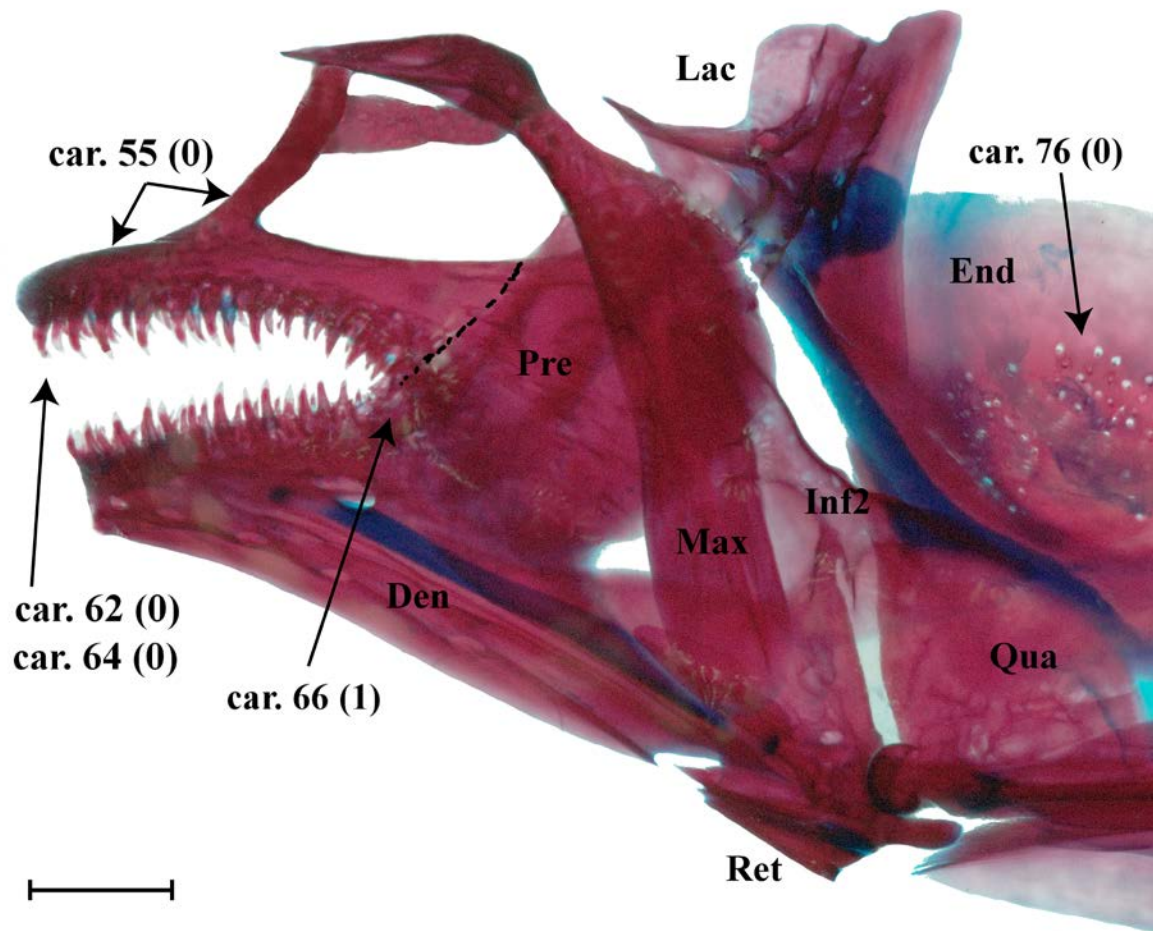 Lac
car. 55 (0)
car. 76 (0)
End
Pre
Inf2
Max
Den
car. 62 (0)
car. 64 (0)
Qua
car. 66 (1)
Ret